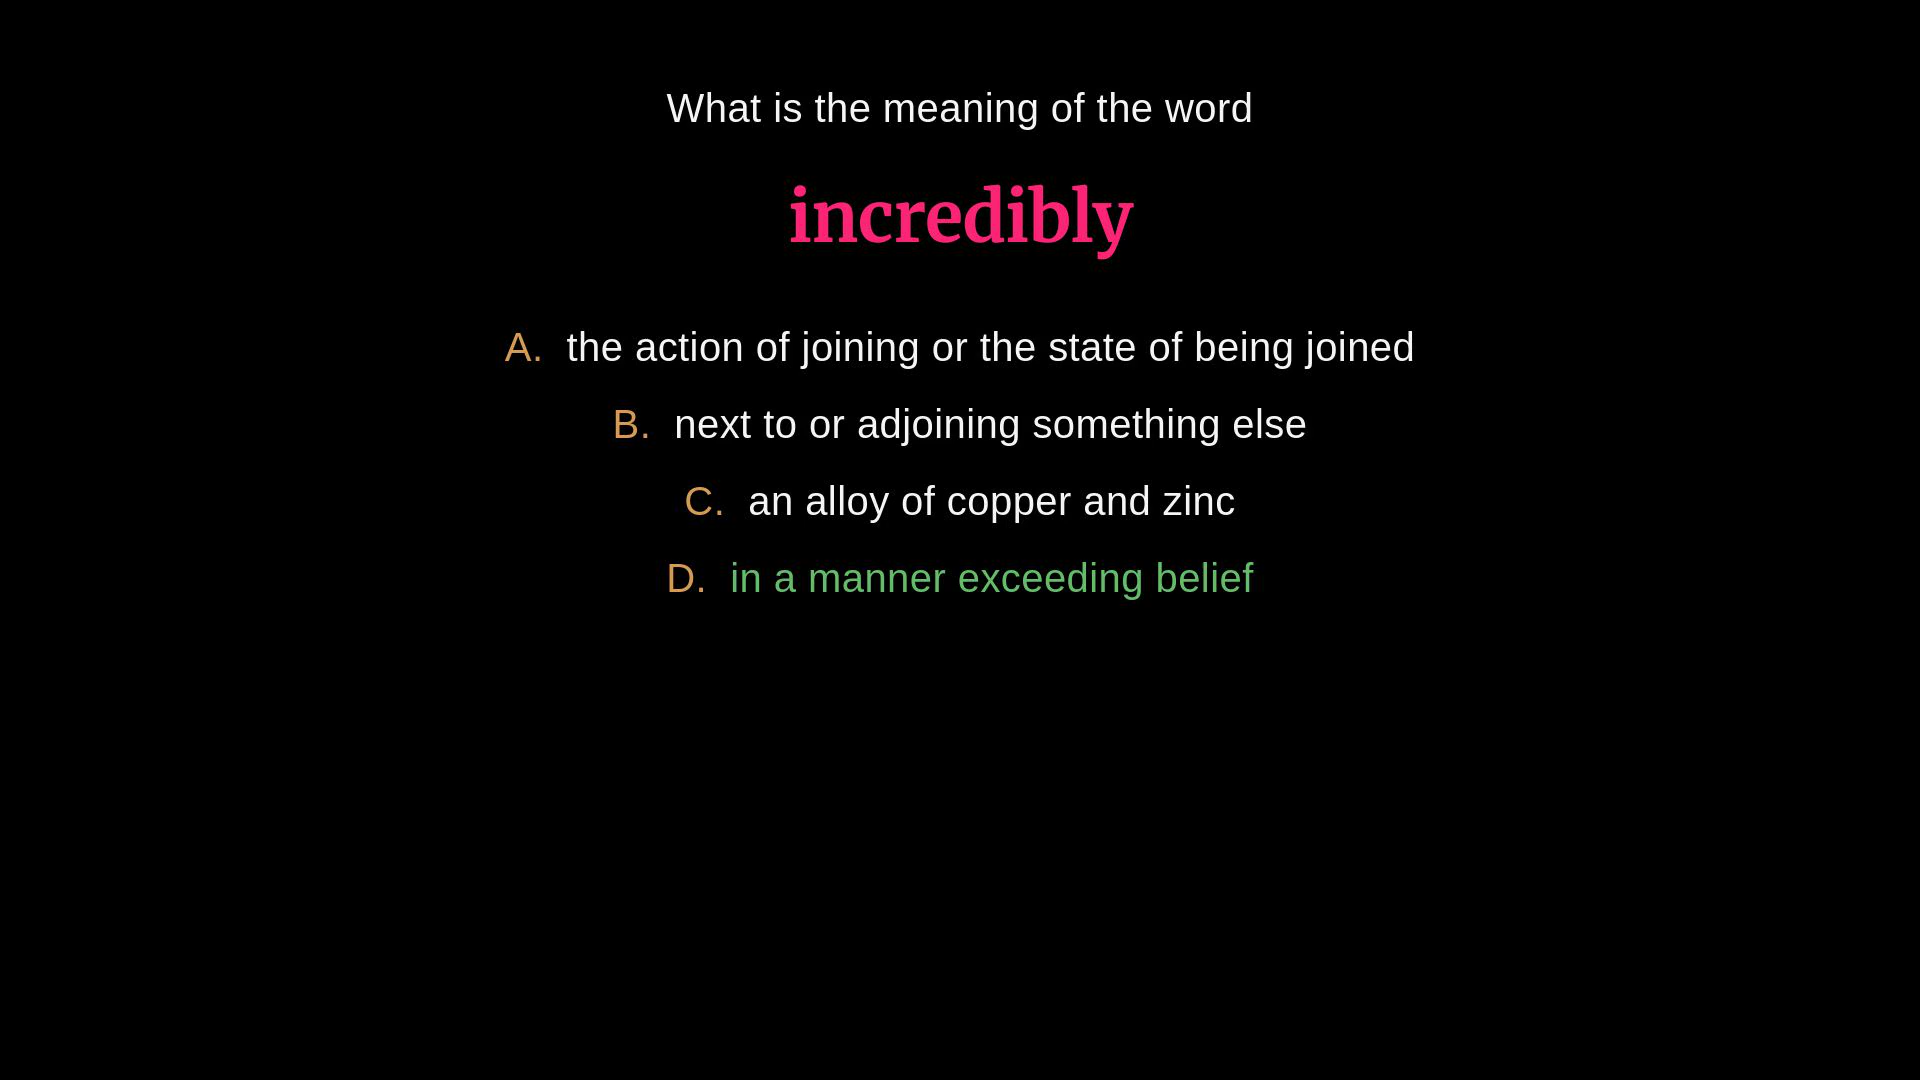 What is the meaning of the word
incredibly
A. the action of joining or the state of being joined
B. next to or adjoining something else
C. an alloy of copper and zinc
D. in a manner exceeding belief